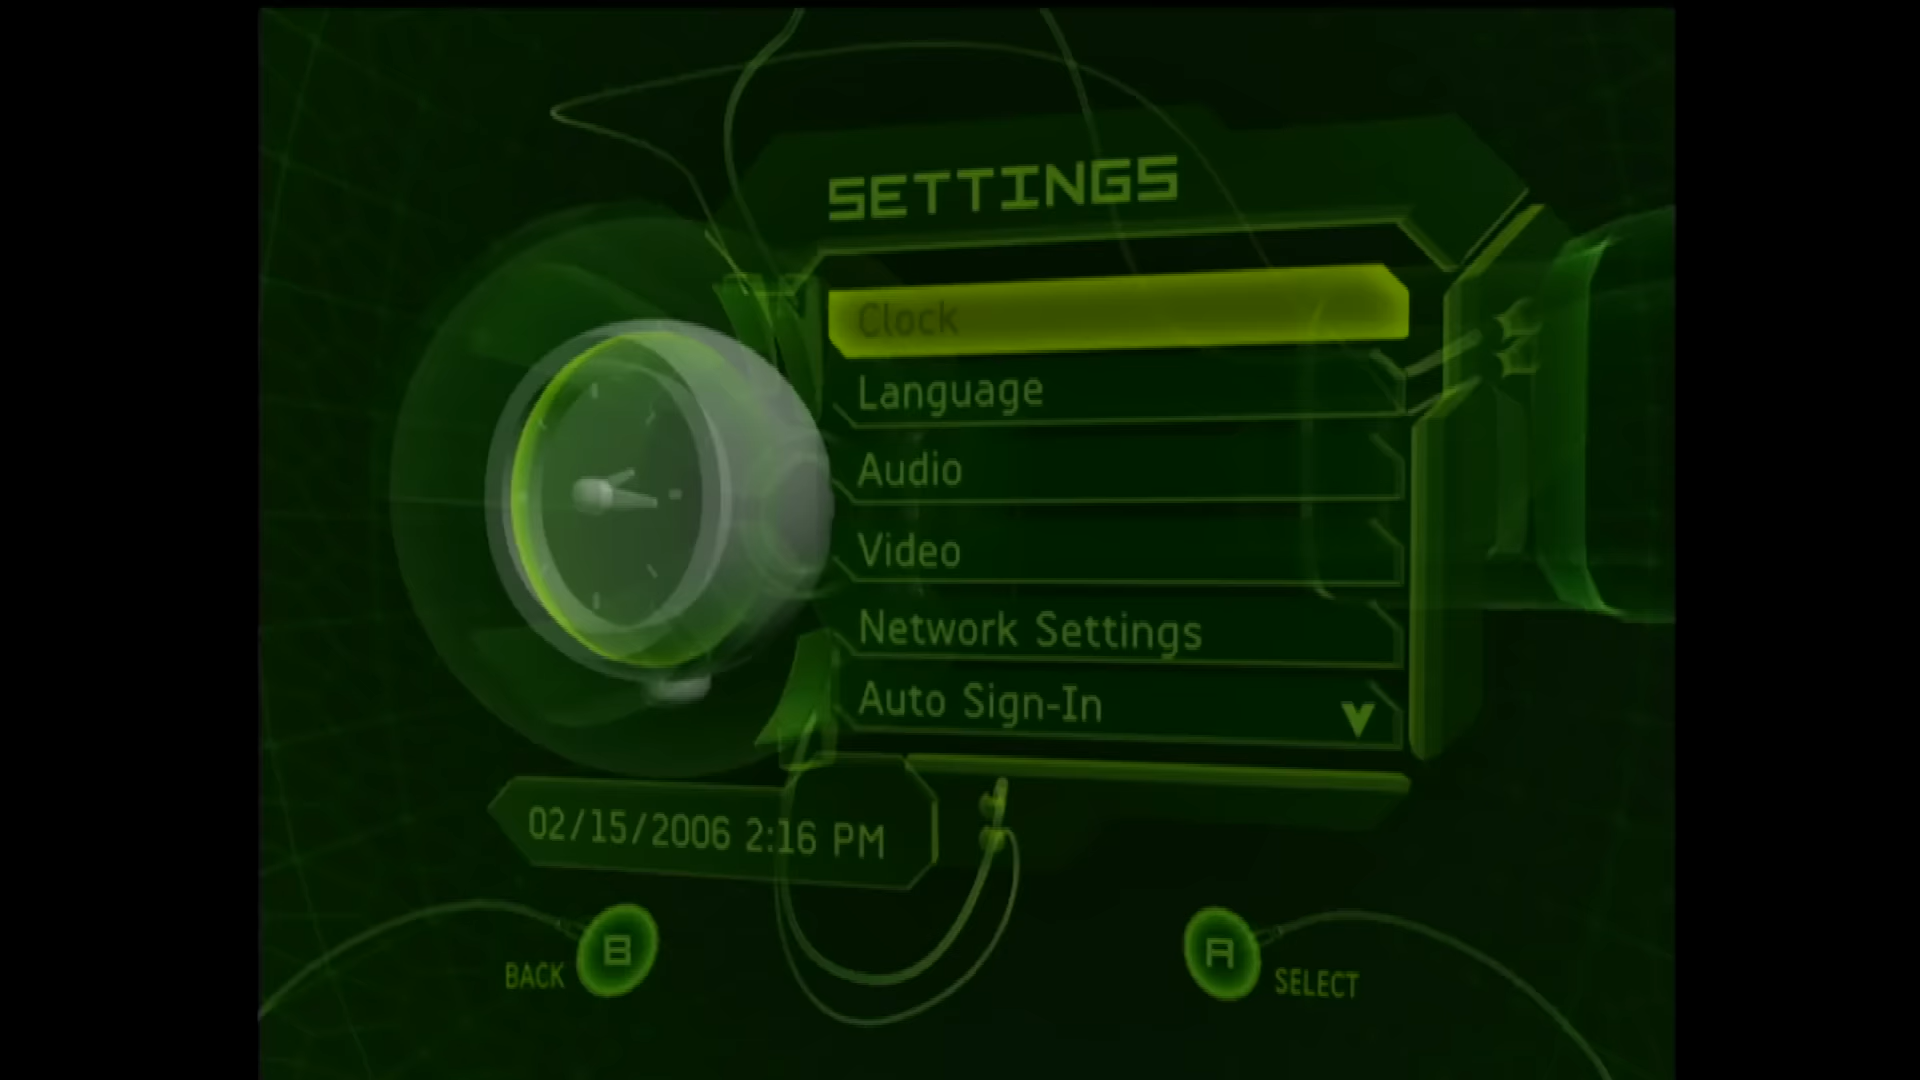 SETTINGS
Clock
Language
Audio
Video
Network Settings
Auto Sign-In
02/15/2006 2:16 PM
B
BACK
A
SELECT